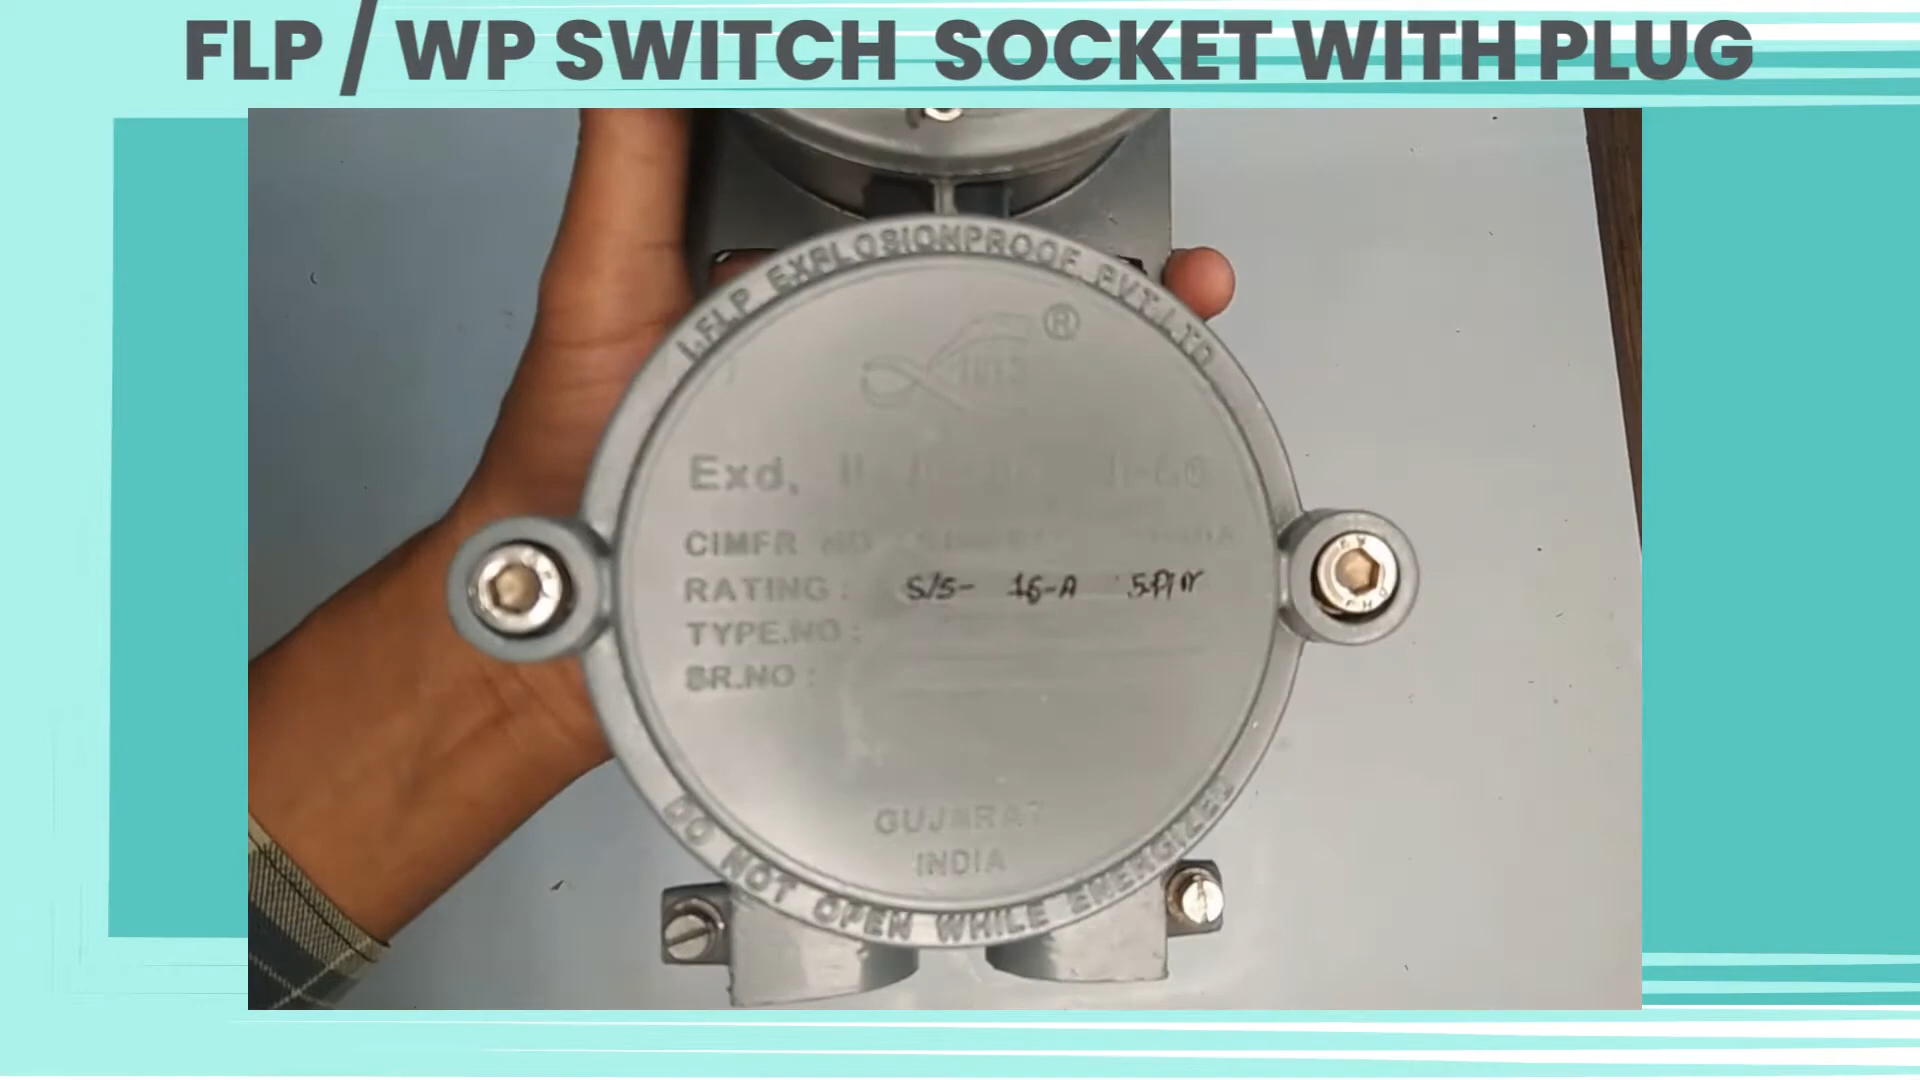 FLP / WP SWITCH SOCKET WITH PLUG
I.FLP EXPLOSIONPROOF PVT.LTD
®
Exd,
CIMFR NO
RATING : S/S- 16-A 5PIN
TYPE.NO :
SR.NO :
GUJARAT
INDIA
DO NOT OPEN WHILE ENERGIZED